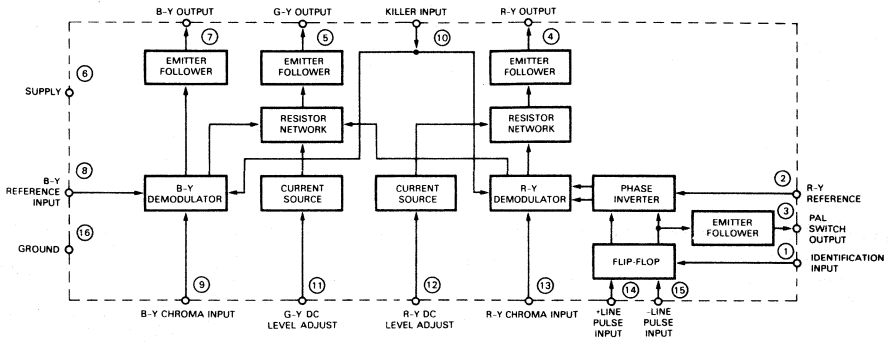 B-Y OUTPUT
G-Y OUTPUT
KILLER INPUT
R-Y OUTPUT
7
5
10
4
EMITTER
FOLLOWER
EMITTER
FOLLOWER
EMITTER
FOLLOWER
6
SUPPLY
RESISTOR
NETWORK
RESISTOR
NETWORK
8
B-Y
REFERENCE
INPUT
B-Y
DEMODULATOR
CURRENT
SOURCE
CURRENT
SOURCE
R-Y
DEMODULATOR
PHASE
INVERTER
2
R-Y
REFERENCE
3
EMITTER
FOLLOWER
PAL
SWITCH
OUTPUT
16
GROUND
FLIP-FLOP
1
IDENTIFICATION
INPUT
9
11
12
13
14
15
B-Y CHROMA INPUT
G-Y DC
LEVEL ADJUST
R-Y DC
LEVEL ADJUST
R-Y CHROMA INPUT
+LINE
PULSE
INPUT
-LINE
PULSE
INPUT